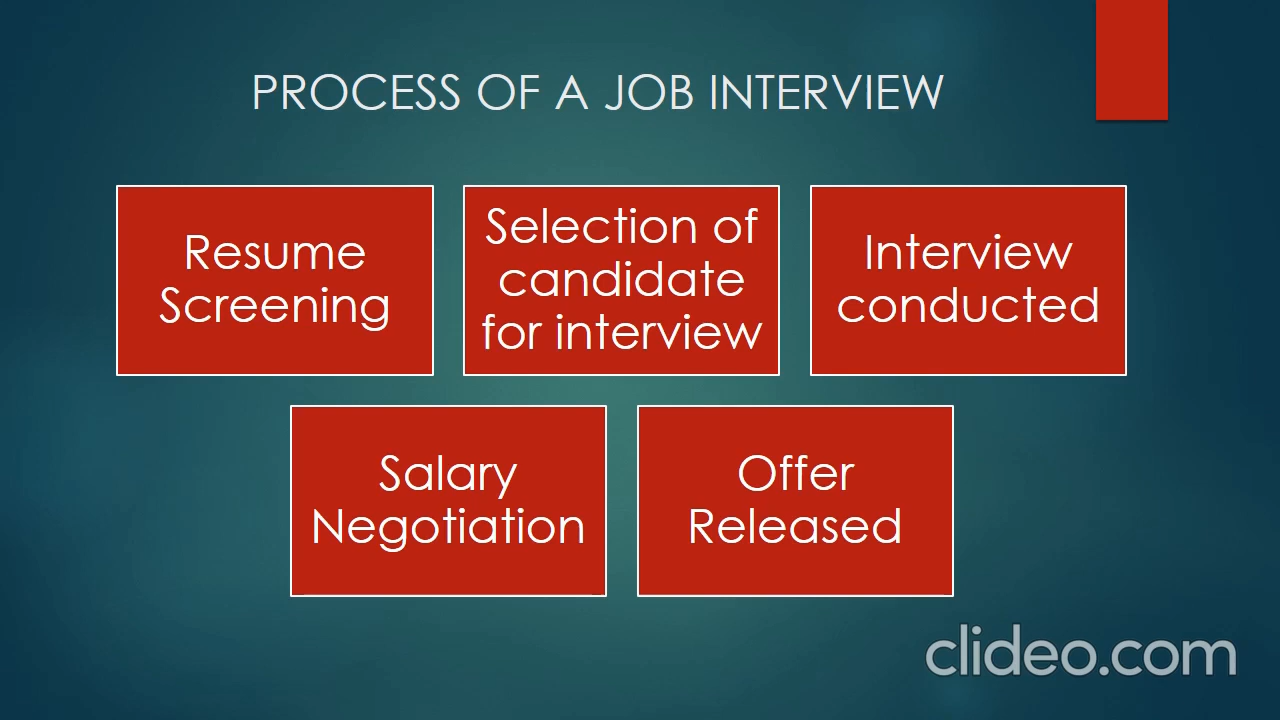 PROCESS OF A JOB INTERVIEW
Resume
Screening
Selection of
candidate
for interview
Interview
conducted
Salary
Negotiation
Offer
Released
clideo.com